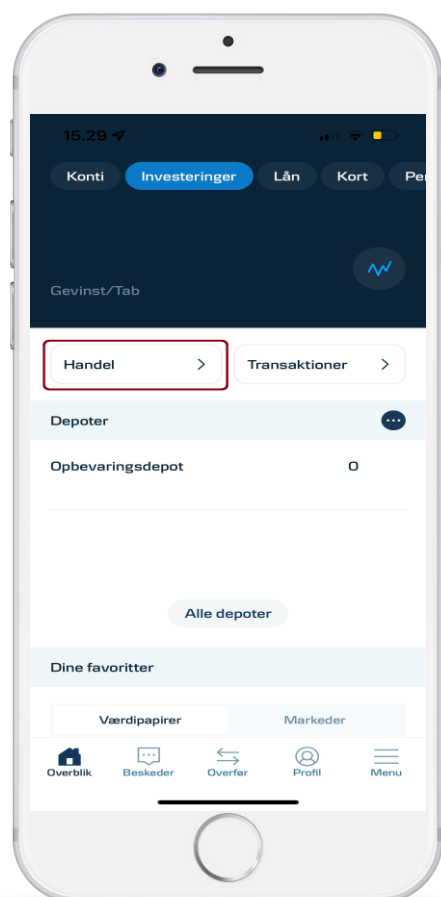 15.29
Konti Investeringer Lån Kort Pe
Gevinst/Tab
Handel Transaktioner
Depoter
Opbevaringsdepot 0
Alle depoter
Dine favoritter
Værdipapirer Markeder
Overblik Beskeder Overfør Profil Menu